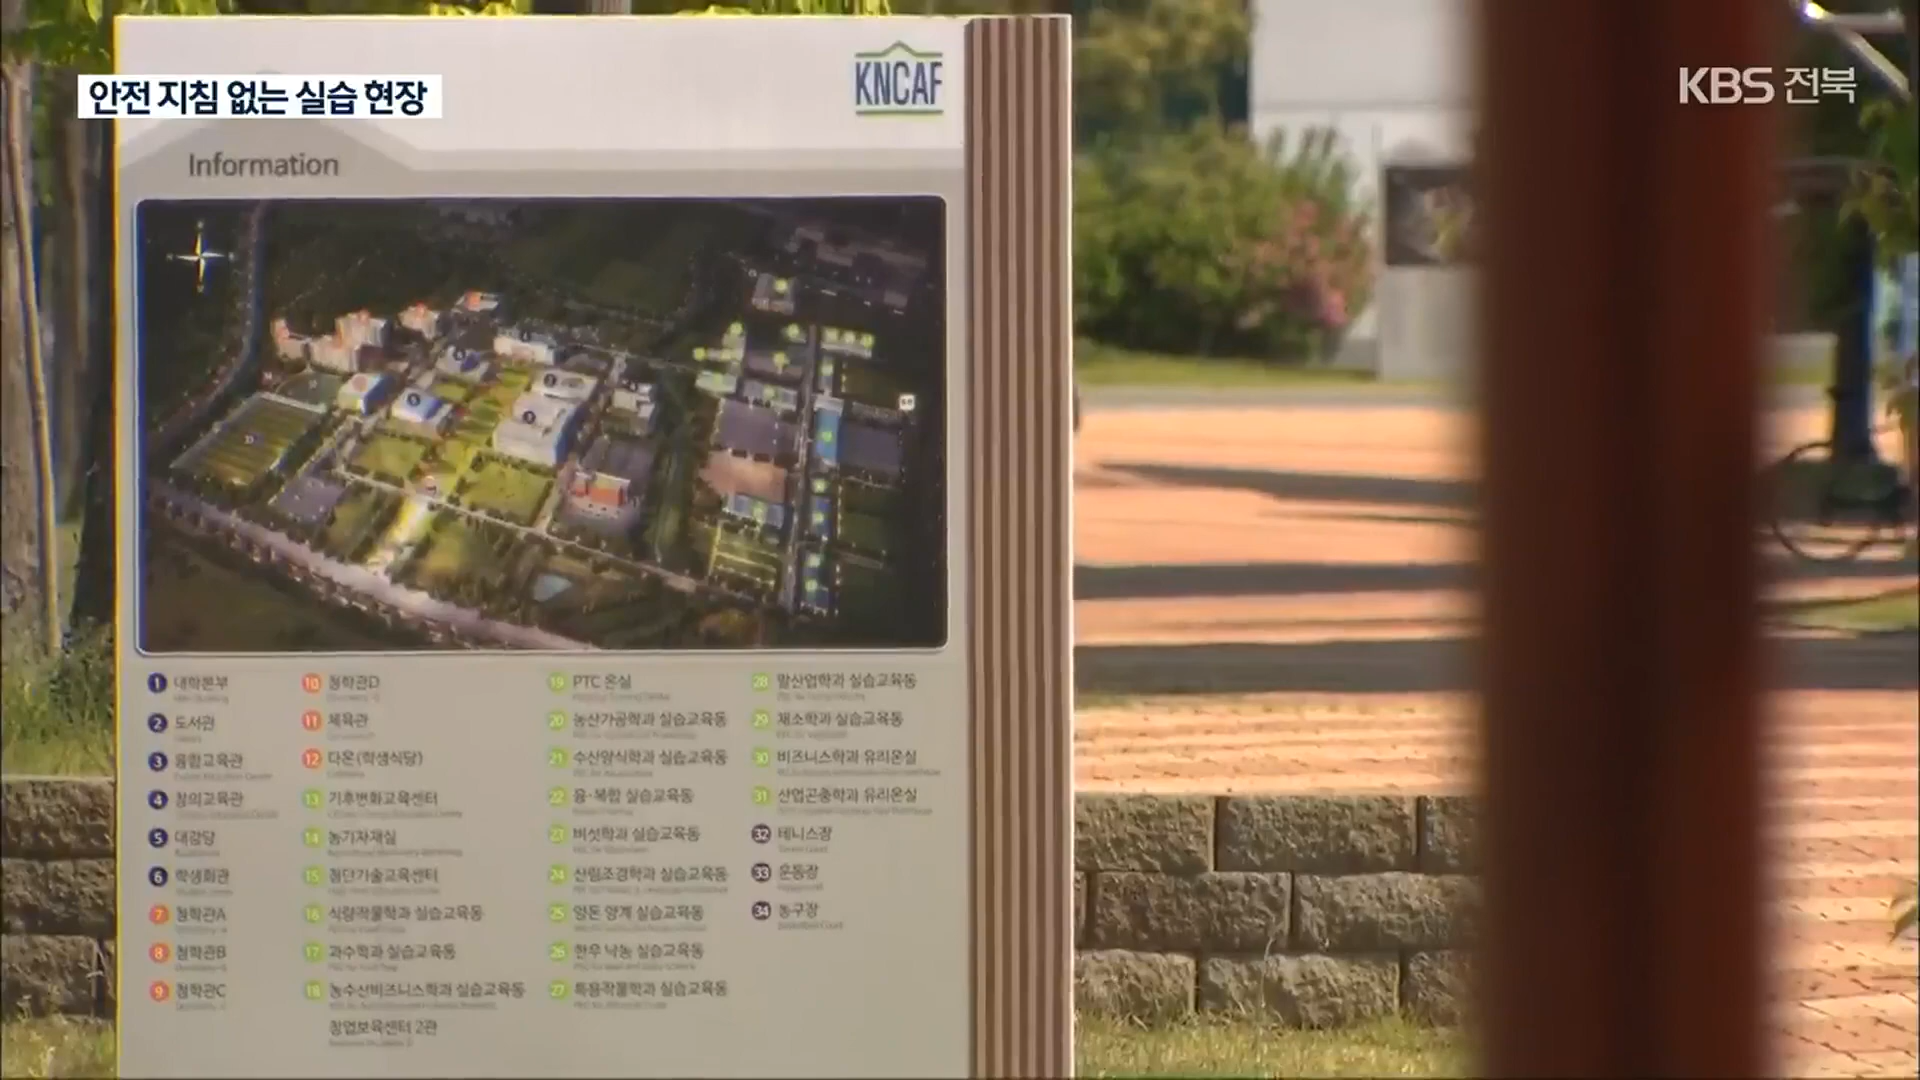 안전 지침 없는 실습 현장
KBS 전북
KNCAF
Information
1 대학본부
2 도서관
3 융합교육관
4 창의교육관
5 대강당
6 학생회관
7 청학관A
8 청학관B
9 청학관C
10 청학관D
11 체육관
12 다온(학생식당)
13 기후변화교육센터
14 농기자재실
15 첨단기술교육센터
16 식량작물학과 실습교육동
17 과수학과 실습교육동
18 농수산비즈니스학과 실습교육동
창업보육센터 2관
19 PTC 온실
20 농산가공학과 실습교육동
21 수산양식학과 실습교육동
22 융·복합 실습교육동
23 버섯학과 실습교육동
24 산림조경학과 실습교육동
25 양돈 양계 실습교육동
26 한우 낙농 실습교육동
27 특용작물학과 실습교육동
28 말산업학과 실습교육동
29 채소학과 실습교육동
30 비즈니스학과 유리온실
31 산업곤충학과 유리온실
32 테니스장
33 운동장
34 농구장